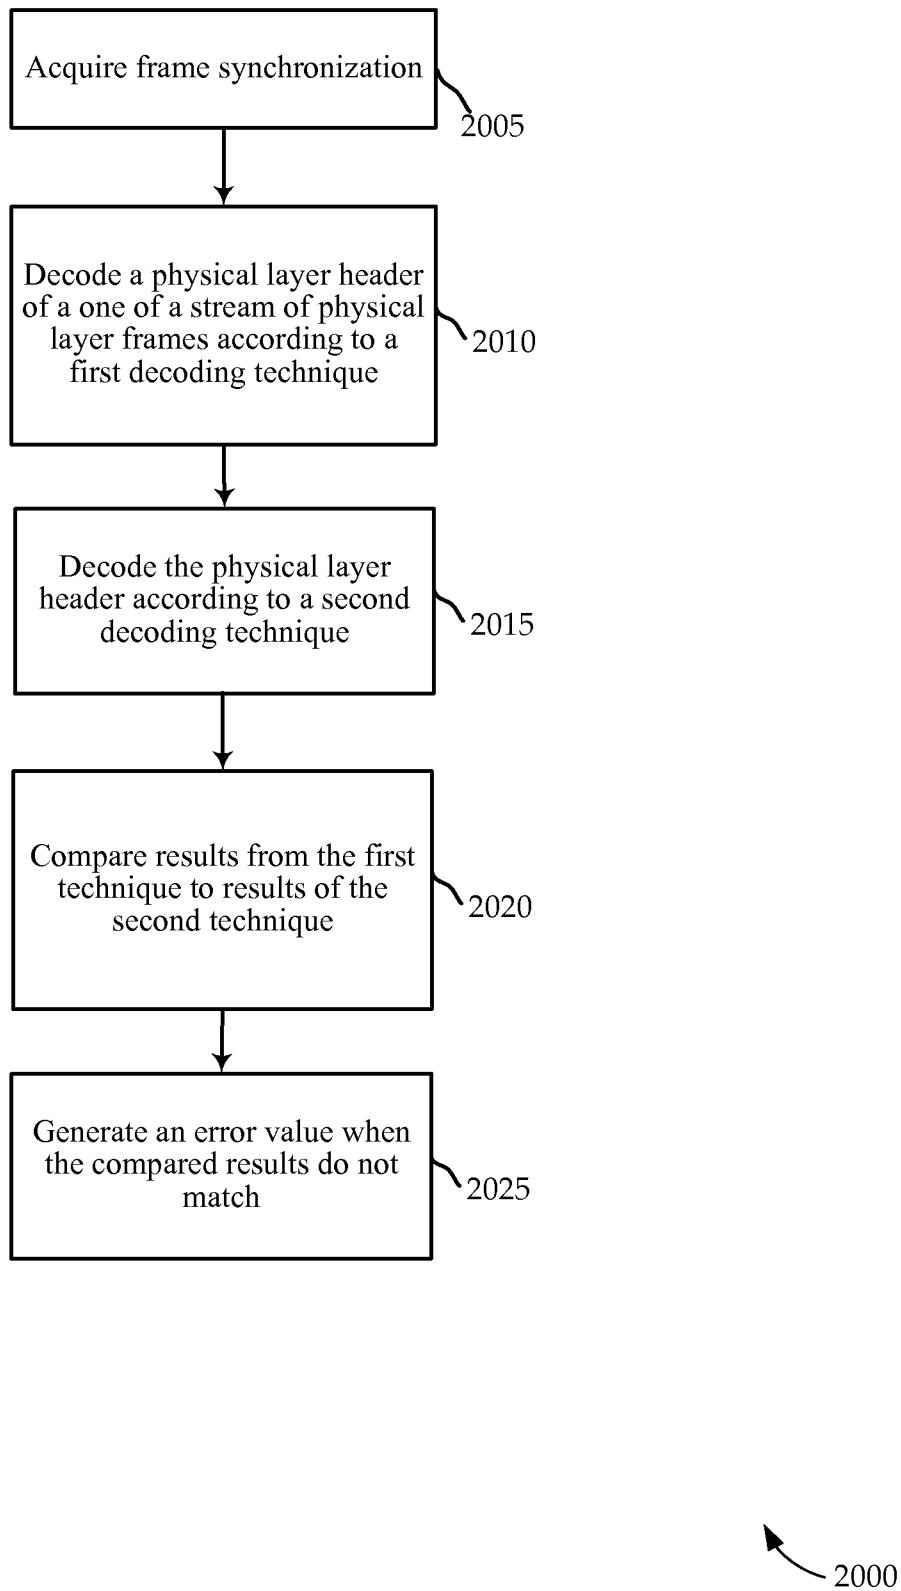 Acquire frame synchronization
2005
Decode a physical layer header
of a one of a stream of physical
layer frames according to a
first decoding technique
2010
Decode the physical layer
header according to a second
decoding technique
2015
Compare results from the first
technique to results of the
second technique
2020
Generate an error value when
the compared results do not
match
2025
2000